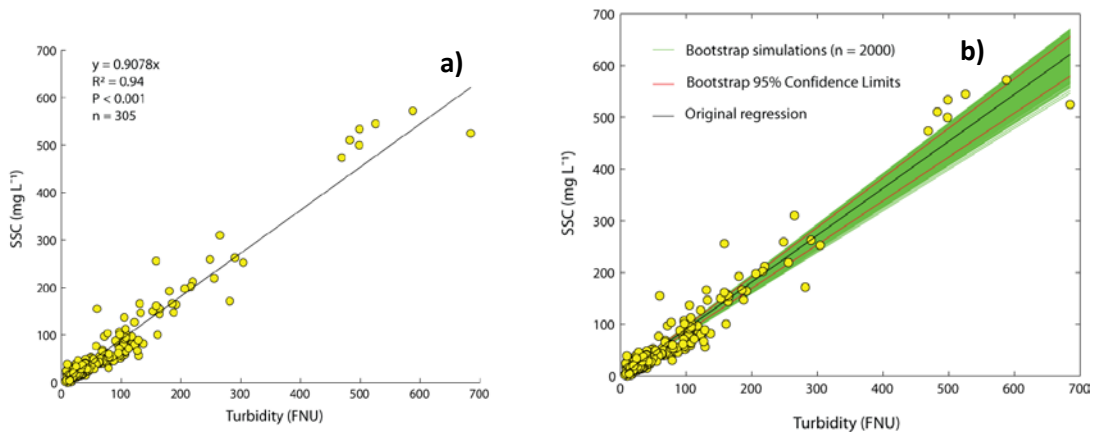 a)
y = 0.9078x
R² = 0.94
P < 0.001
n = 305
700
600
500
400
300
200
100
0
SSC (mg L⁻¹)
0 100 200 300 400 500 600 700
Turbidity (FNU)
b)
Bootstrap simulations (n = 2000)
Bootstrap 95% Confidence Limits
Original regression
700
600
500
400
300
200
100
0
SSC (mg L⁻¹)
0 100 200 300 400 500 600 700
Turbidity (FNU)